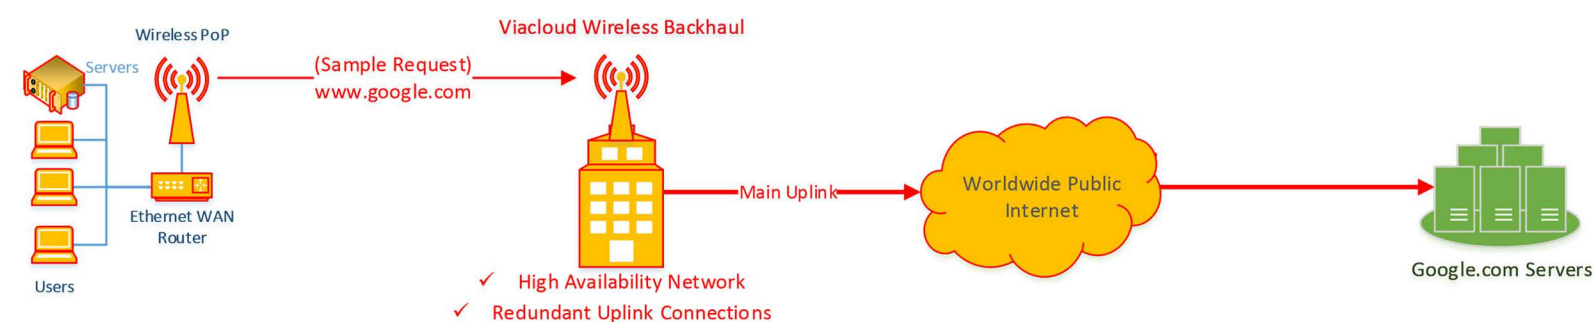 Viacloud Wireless Backhaul
Wireless PoP
Servers
(Sample Request)
www.google.com
Ethernet WAN
Router
Users
Main Uplink
Worldwide Public
Internet
Google.com Servers
✓ High Availability Network
✓ Redundant Uplink Connections